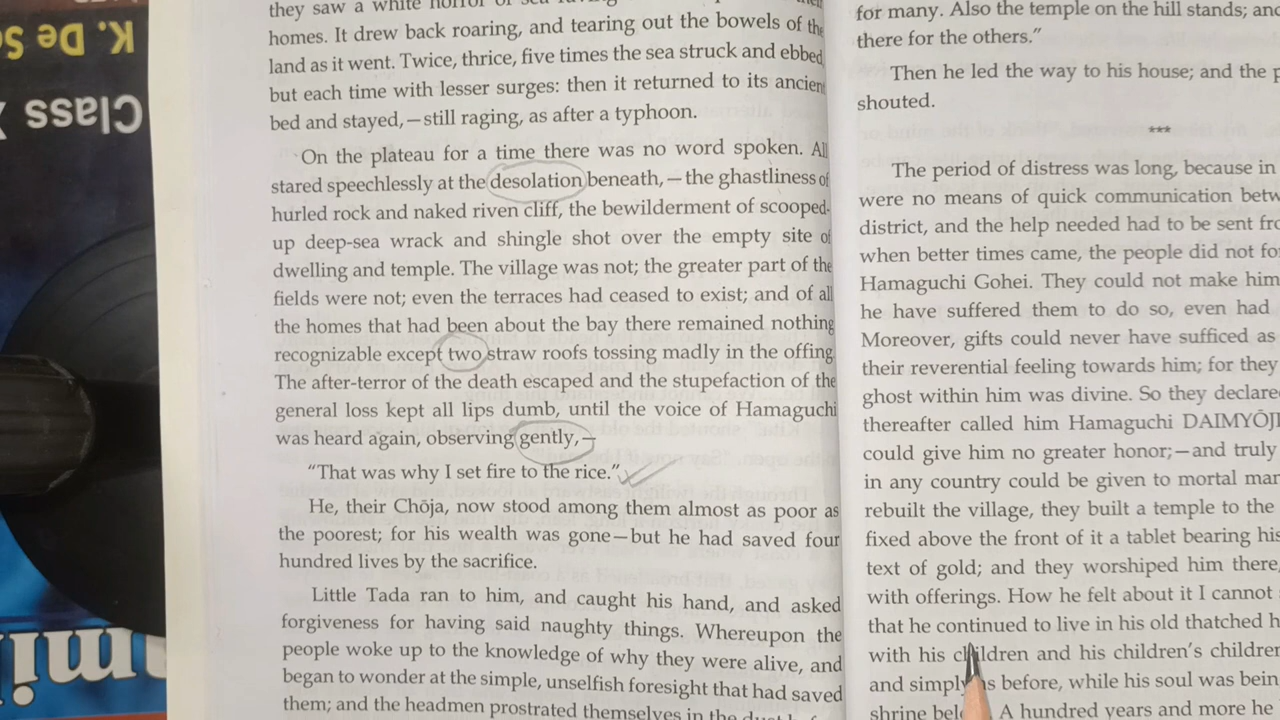 K. De S
Class X
they saw a white horror of sea
homes. It drew back roaring, and tearing out the bowels of the
land as it went. Twice, thrice, five times the sea struck and ebbed,
but each time with lesser surges: then it returned to its ancient
bed and stayed,—still raging, as after a typhoon.
On the plateau for a time there was no word spoken. All
stared speechlessly at the desolation beneath,—the ghastliness of
hurled rock and naked riven cliff, the bewilderment of scooped-
up deep-sea wrack and shingle shot over the empty site of
dwelling and temple. The village was not; the greater part of the
fields were not; even the terraces had ceased to exist; and of all
the homes that had been about the bay there remained nothing
recognizable except two straw roofs tossing madly in the offing
The after-terror of the death escaped and the stupefaction of the
general loss kept all lips dumb, until the voice of Hamaguchi
was heard again, observing gently,—
"That was why I set fire to the rice."
He, their Chōja, now stood among them almost as poor as
the poorest; for his wealth was gone—but he had saved four
hundred lives by the sacrifice.
Little Tada ran to him, and caught his hand, and asked
forgiveness for having said naughty things. Whereupon the
people woke up to the knowledge of why they were alive, and
began to wonder at the simple, unselfish foresight that had saved
them; and the headmen prostrated themselves in the
for many. Also the temple on the hill stands; and
there for the others."
Then he led the way to his house; and the p
shouted.
***
The period of distress was long, because in
were no means of quick communication betw
district, and the help needed had to be sent fro
when better times came, the people did not fo
Hamaguchi Gohei. They could not make him
he have suffered them to do so, even had
Moreover, gifts could never have sufficed as
their reverential feeling towards him; for they
ghost within him was divine. So they declare
thereafter called him Hamaguchi DAIMYŌJI
could give him no greater honor;—and truly
in any country could be given to mortal man
rebuilt the village, they built a temple to the
fixed above the front of it a tablet bearing his
text of gold; and they worshiped him there,
with offerings. How he felt about it I cannot
that he continued to live in his old thatched h
with his children and his children's children
and simply as before, while his soul was bein
shrine A hundred years and more he